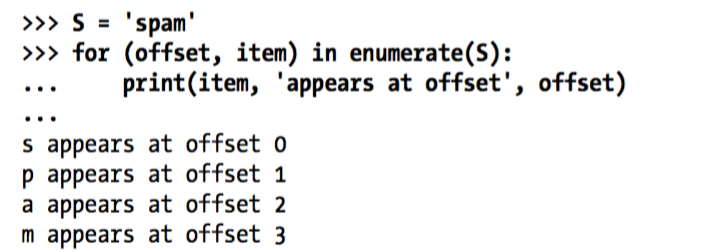 >>> S = 'spam'
>>> for (offset, item) in enumerate(S):
...     print(item, 'appears at offset', offset)
...
s appears at offset 0
p appears at offset 1
a appears at offset 2
m appears at offset 3